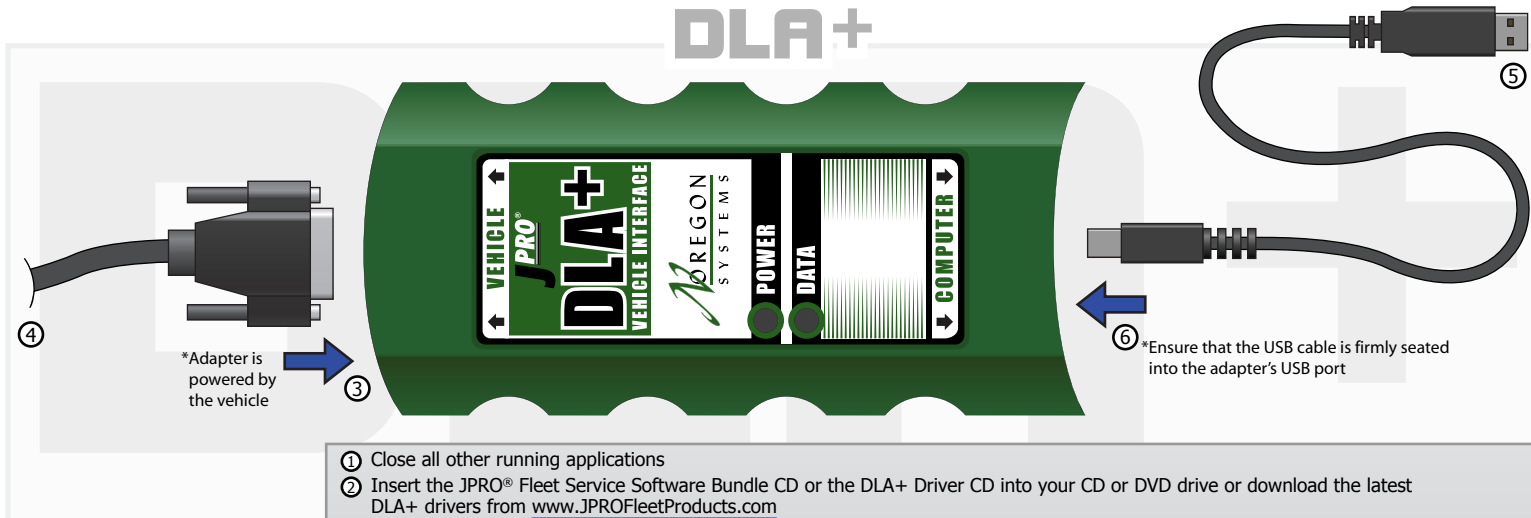 DLA+
⑤
VEHICLE
JPRO®
DLA+
VEHICLE INTERFACE
NOREGON
SYSTEMS
POWER
DATA
COMPUTER
④
*Adapter is
powered by
the vehicle
③
⑥
*Ensure that the USB cable is firmly seated
into the adapter's USB port
① Close all other running applications
② Insert the JPRO® Fleet Service Software Bundle CD or the DLA+ Driver CD into your CD or DVD drive or download the latest
DLA+ drivers from www.JPROFleetProducts.com